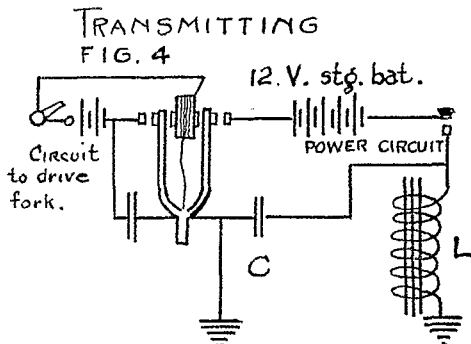 TRANSMITTING
FIG. 4
12. V. stg. bat.
POWER CIRCUIT
CIRCUIT
to drive
fork.
C
L